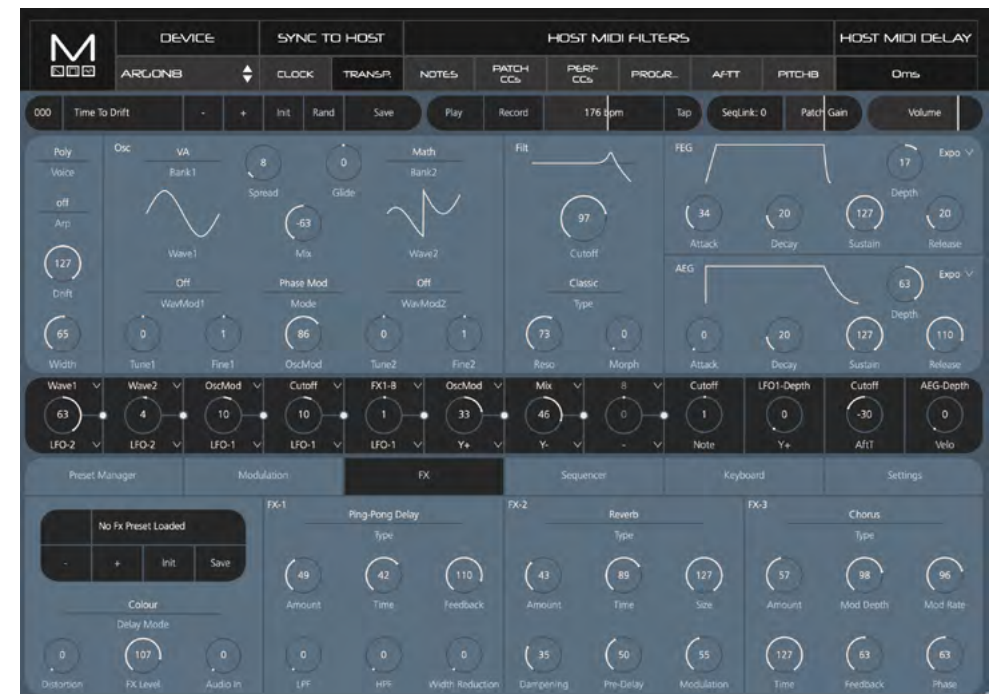 DEVICE SYNC TO HOST HOST MIDI FILTERS HOST MIDI DELAY
ARGON8 CLOCK TRANSP. NOTES PATCH CCs PERF CCs PROGR... AFTT PITCHB 0ms
000 Time To Drift - + Init Rand Save Play Record 176 bpm Tap SeqLink: 0 Patch Gain Volume
Poly
Voice
off
Arp
127
Drift
65
Width
Osc
VA
Bank1
8
Spread
0
Glide
Math
Bank2
Wave1
-63
Mix
Wave2
Off
WavMod1
Phase Mod
Mode
Off
WavMod2
0 1 86 0 1
Tune1 Fine1 OscMod Tune2 Fine2
Filt
97
Cutoff
Classic
Type
73 0
Reso Morph
FEG
17
Depth
Expo
34 20 127 20
Attack Decay Sustain Release
AEG
63
Depth
Expo
0 20 127 110
Attack Decay Sustain Release
Wave1 Wave2 OscMod Cutoff FX1-B OscMod Mix 8 Cutoff LFO1-Depth Cutoff AEG-Depth
63 4 10 10 1 33 46 0 1 0 -30 0
LFO-2 LFO-2 LFO-1 LFO-1 LFO-1 Y+ Y- - Note Y+ AftT Velo
Preset Manager Modulation FX Sequencer Keyboard Settings
No Fx Preset Loaded
- + Init Save
Colour
Delay Mode
0 107 0
Distortion FX Level Audio In
FX-1
Ping-Pong Delay
Type
49 42 110
Amount Time Feedback
0 0 0
LPF HPF Width Reduction
FX-2
Reverb
Type
43 89 127
Amount Time Size
35 50 55
Dampening Pre-Delay Modulation
FX-3
Chorus
Type
57 98 96
Amount Mod Depth Mod Rate
127 63 63
Time Feedback Phase